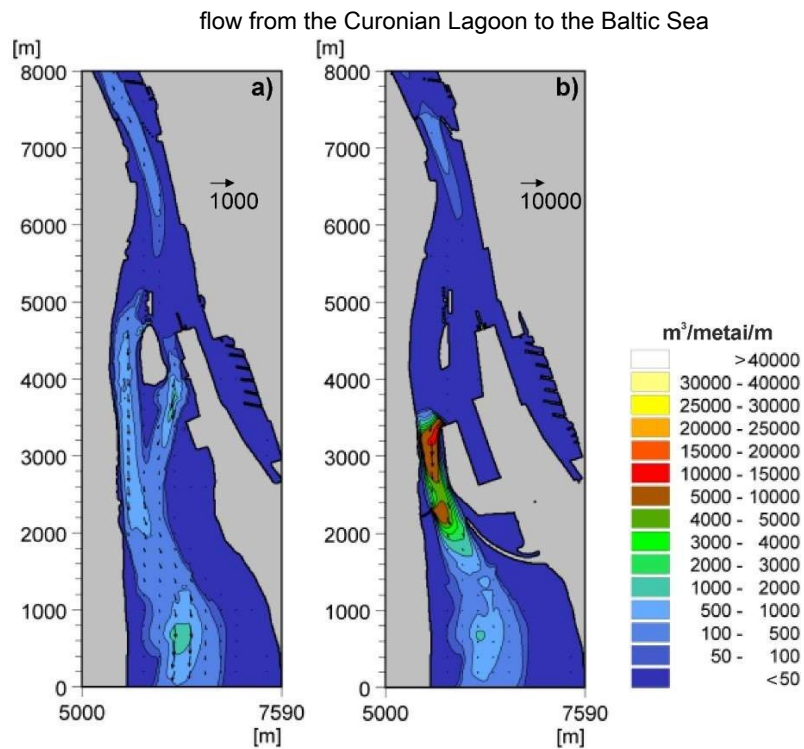 flow from the Curonian Lagoon to the Baltic Sea
[m]
[m]
8000
7000
6000
5000
4000
3000
2000
1000
0
a)
1000
5000
7590
[m]
8000
7000
6000
5000
4000
3000
2000
1000
0
b)
10000
5000
7590
[m]
m³/metai/m
>40000
30000 - 40000
25000 - 30000
20000 - 25000
15000 - 20000
10000 - 15000
5000 - 10000
4000 - 5000
3000 - 4000
2000 - 3000
1000 - 2000
500 - 1000
100 - 500
50 - 100
<50